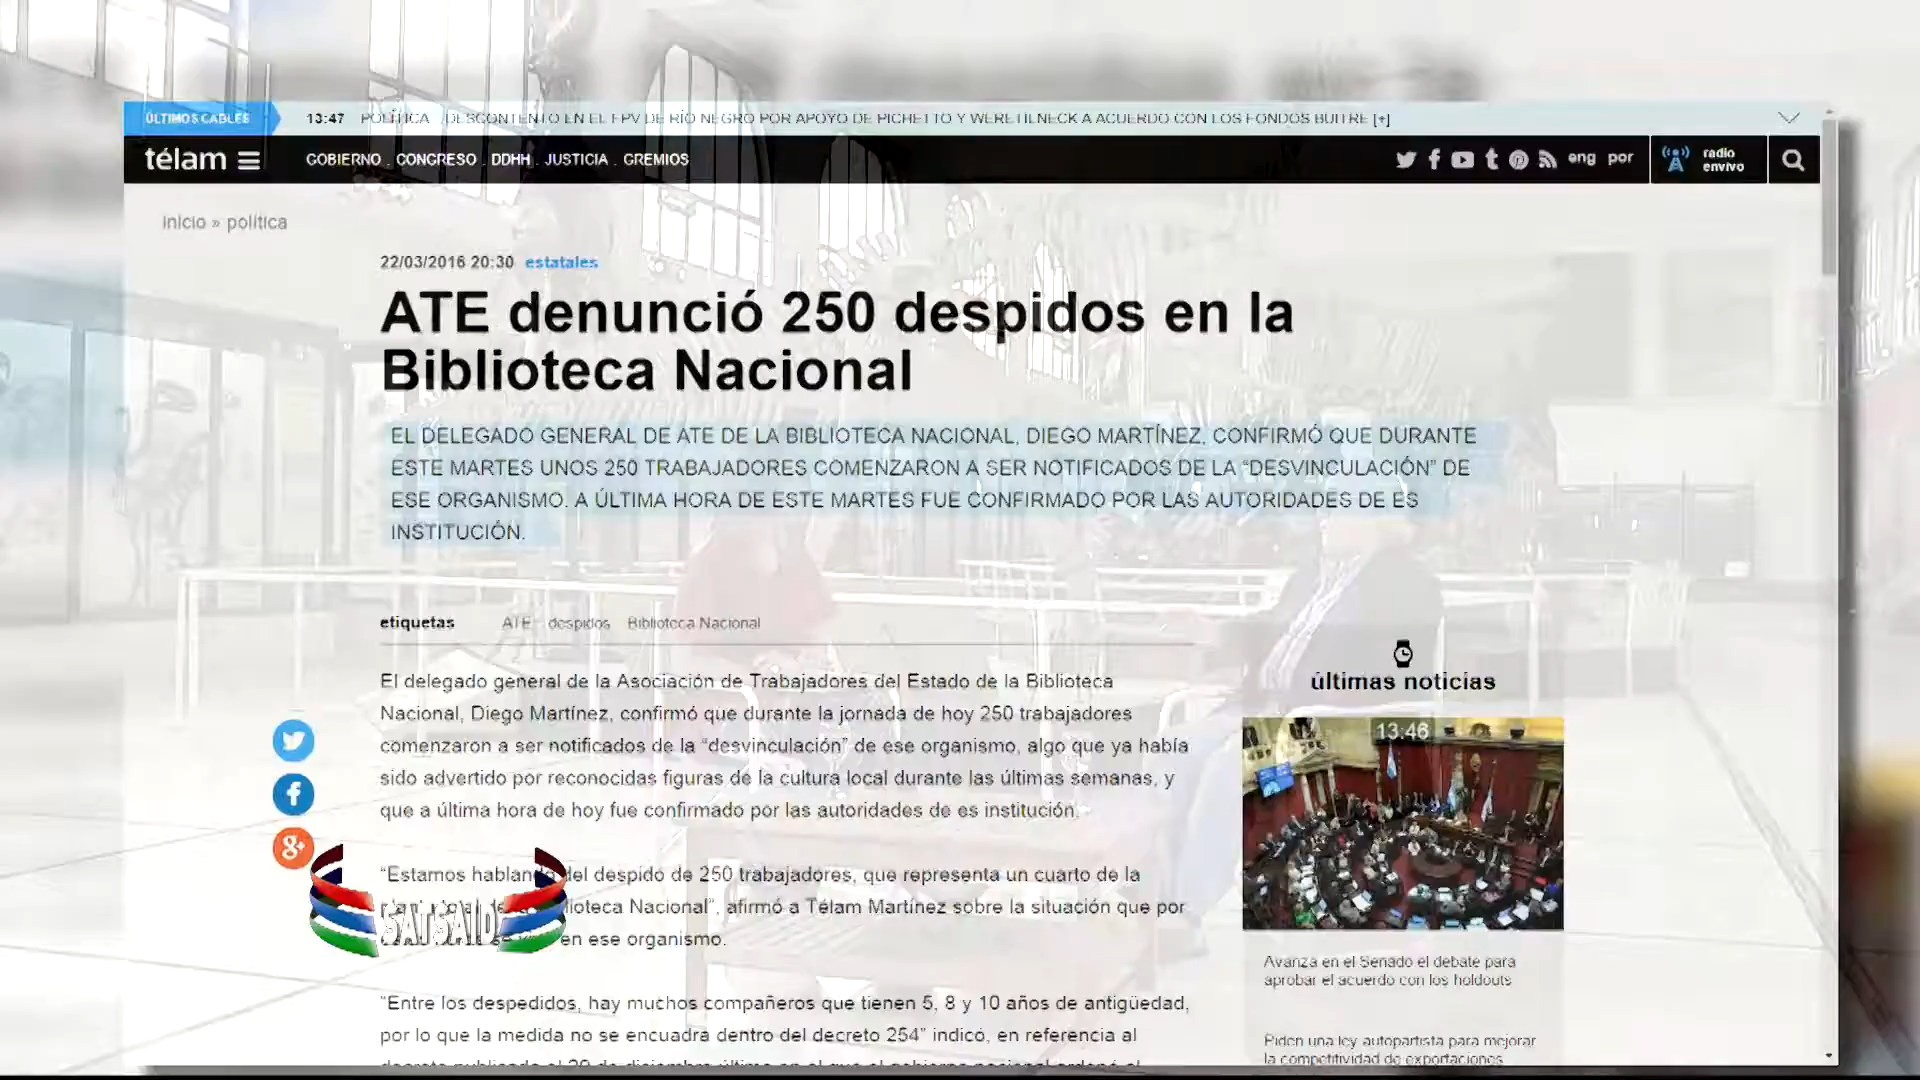 ÚLTIMOS CABLES
13:47 POLÍTICA DESCONTENTO EN EL FPV DE RÍO NEGRO POR APOYO DE PICHETTO Y WERETILNECK A ACUERDO CON LOS FONDOS BUITRE [+]
télam GOBIERNO . CONGRESO . DDHH . JUSTICIA . GREMIOS
eng por
radio
envivo
inicio » política
22/03/2016 20:30 estatales
ATE denunció 250 despidos en la
Biblioteca Nacional
EL DELEGADO GENERAL DE ATE DE LA BIBLIOTECA NACIONAL, DIEGO MARTÍNEZ, CONFIRMÓ QUE DURANTE
ESTE MARTES UNOS 250 TRABAJADORES COMENZARON A SER NOTIFICADOS DE LA “DESVINCULACIÓN” DE
ESE ORGANISMO. A ÚLTIMA HORA DE ESTE MARTES FUE CONFIRMADO POR LAS AUTORIDADES DE ES
INSTITUCIÓN.
etiquetas ATE despidos Biblioteca Nacional
El delegado general de la Asociación de Trabajadores del Estado de la Biblioteca
Nacional, Diego Martínez, confirmó que durante la jornada de hoy 250 trabajadores
comenzaron a ser notificados de la “desvinculación” de ese organismo, algo que ya había
sido advertido por reconocidas figuras de la cultura local durante las últimas semanas, y
que a última hora de hoy fue confirmado por las autoridades de es institución.
“Estamos hablando del despido de 250 trabajadores, que representa un cuarto de la
Nacional”, afirmó a Télam Martínez sobre la situación que por
en ese organismo.
“Entre los despedidos, hay muchos compañeros que tienen 5, 8 y 10 años de antigüedad,
por lo que la medida no se encuadra dentro del decreto 254” indicó, en referencia al
SATSAID
últimas noticias
13:46
Avanza en el Senado el debate para
aprobar el acuerdo con los holdouts
Piden una ley autopartista para mejorar
la competitividad de exportaciones